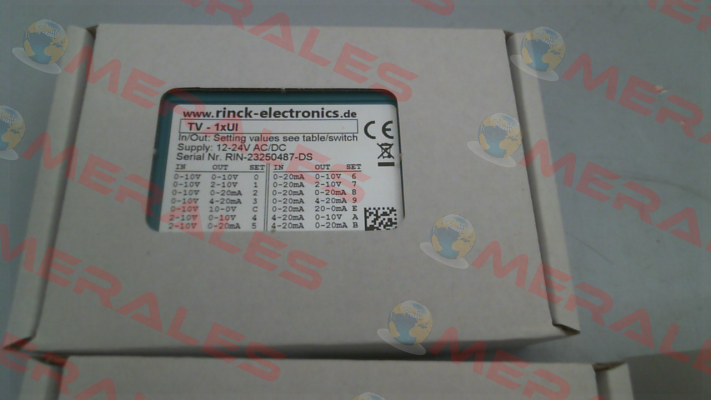 www.rinck-electronics.de
TV - 1xUI
In/Out: Setting values see table/switch
Supply: 12-24V AC/DC
Serial Nr. RIN-23250487-DS
CE
IN OUT SET IN OUT SET
0-10V 0-10V 0 0-20mA 0-10V 6
0-10V 2-10V 1 0-20mA 2-10V 7
0-10V 0-20mA 2 0-20mA 0-20mA 8
0-10V 4-20mA 3 0-20mA 4-20mA 9
0-10V 10-0V C 0-20mA 20-0mA E
2-10V 0-10V 4 4-20mA 0-10V A
2-10V 0-20mA 5 4-20mA 0-20mA B
MERALES
MERALES
MERALES
MERALES
MERALES